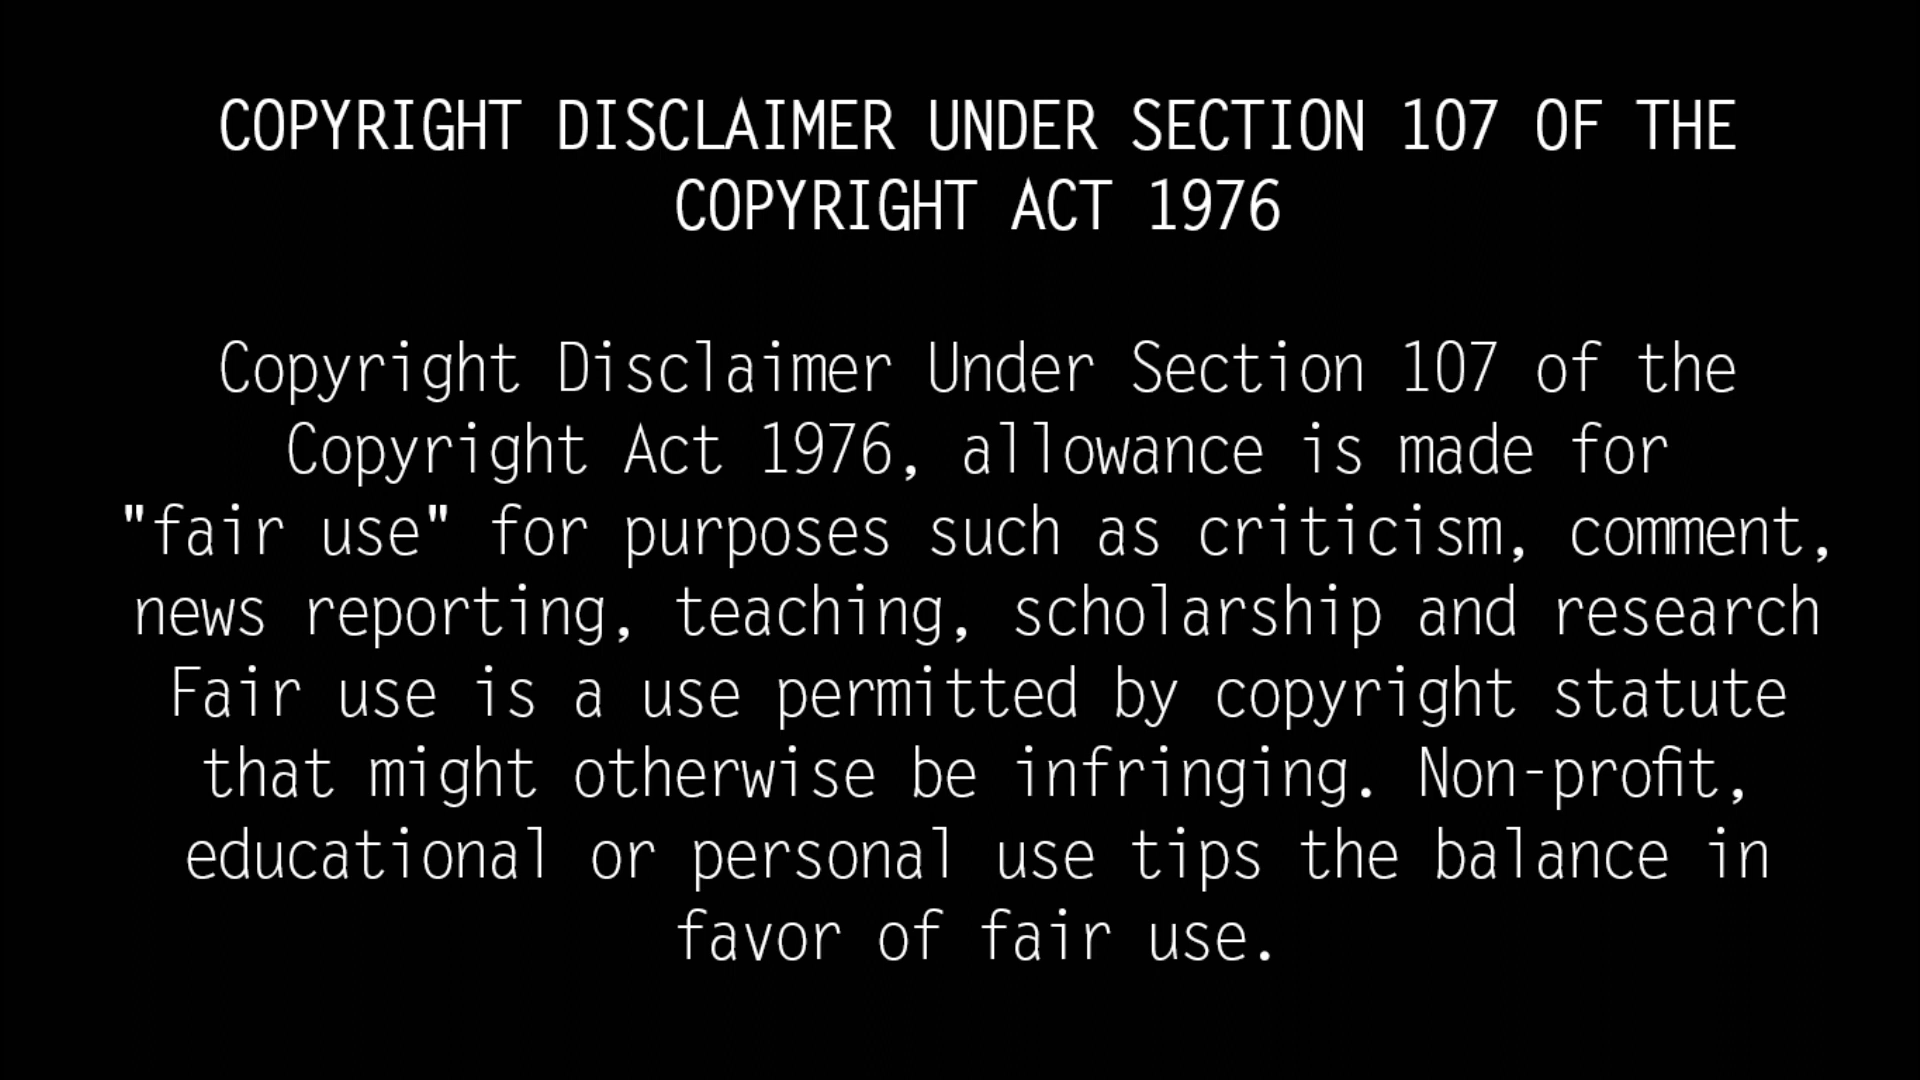 COPYRIGHT DISCLAIMER UNDER SECTION 107 OF THE
COPYRIGHT ACT 1976
Copyright Disclaimer Under Section 107 of the
Copyright Act 1976, allowance is made for
"fair use" for purposes such as criticism, comment,
news reporting, teaching, scholarship and research
Fair use is a use permitted by copyright statute
that might otherwise be infringing. Non-profit,
educational or personal use tips the balance in
favor of fair use.